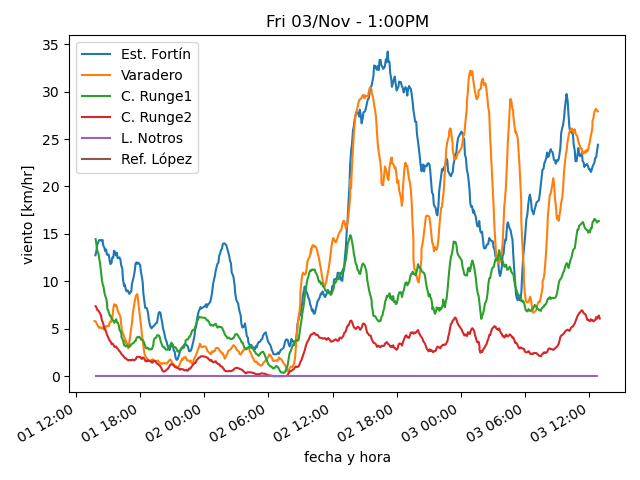 Fri 03/Nov - 1:00PM
Est. Fortín
Varadero
C. Runge1
C. Runge2
L. Notros
Ref. López
viento [km/hr]
35
30
25
20
15
10
5
0
01 12:00
01 18:00
02 00:00
02 06:00
02 12:00
02 18:00
03 00:00
03 06:00
03 12:00
fecha y hora